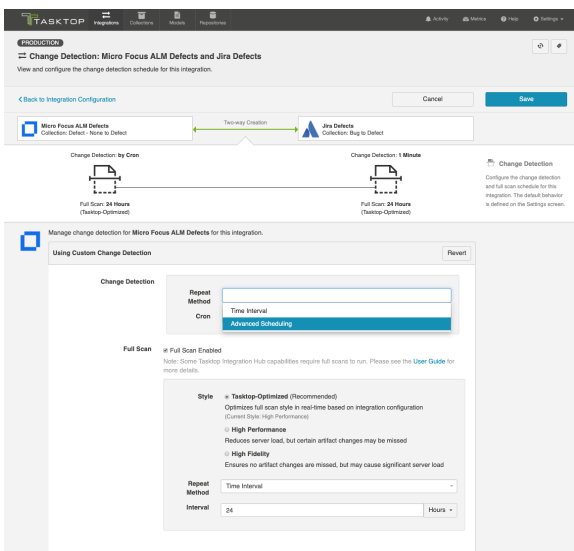 TASKTOP
Integrations
Collections
Models
Repositories
Activity
Metrics
Help
Settings
PRODUCTION
Change Detection: Micro Focus ALM Defects and Jira Defects
View and configure the change detection schedule for this integration.
Back to Integration Configuration
Cancel
Save
Micro Focus ALM Defects
Collection: Defect - None to Defect
Two-way Creation
Jira Defects
Collection: Bug to Defect
Change Detection: by Cron
Full Scan: 24 Hours
(Tasktop-Optimized)
Change Detection: 1 Minute
Full Scan: 24 Hours
(Tasktop-Optimized)
Change Detection
Configure the change detection
and full scan schedule for this
integration. The default behavior
is defined on the Settings screen.
Manage change detection for Micro Focus ALM Defects for this integration.
Using Custom Change Detection
Revert
Change Detection
Repeat
Method
Time Interval
Advanced Scheduling
Cron
Full Scan
Full Scan Enabled
Note: Some Tasktop Integration Hub capabilities require full scans to run. Please see the User Guide for
more details.
Style
Tasktop-Optimized (Recommended)
Optimizes full scan style in real-time based on integration configuration
(Current Style: High Performance)
High Performance
Reduces server load, but certain artifact changes may be missed
High Fidelity
Ensures no artifact changes are missed, but may cause significant server load
Repeat
Method
Time Interval
Interval
24
Hours